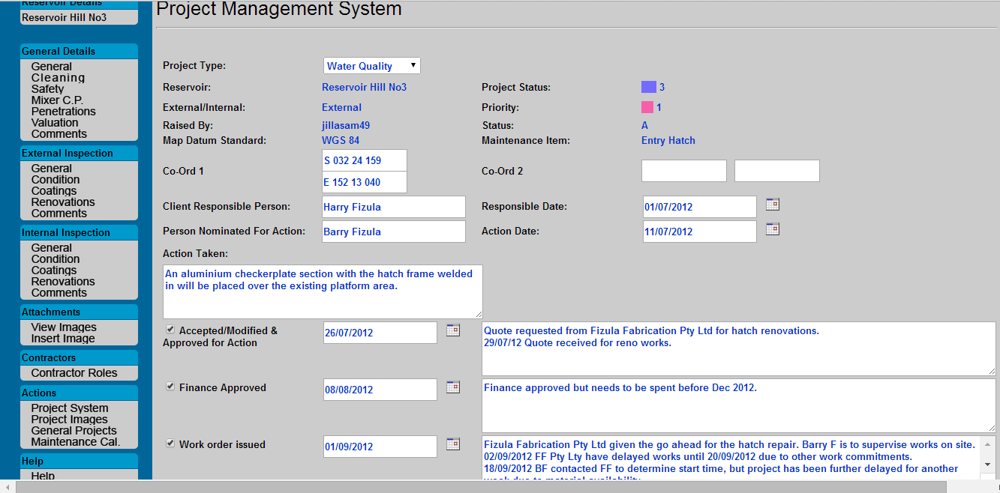 Reservoir Details
Reservoir Hill No3
General Details
General
Cleaning
Safety
Mixer C.P.
Penetrations
Valuation
Comments
External Inspection
General
Condition
Coatings
Renovations
Comments
Internal Inspection
General
Condition
Coatings
Renovations
Comments
Attachments
View Images
Insert Image
Contractors
Contractor Roles
Actions
Project System
Project Images
General Projects
Maintenance Cal.
Help
Help
Project Management System
Project Type: Water Quality
Reservoir: Reservoir Hill No3 Project Status: 3
External/Internal: External Priority: 1
Raised By: jillasam49 Status: A
Map Datum Standard: WGS 84 Maintenance Item: Entry Hatch
Co-Ord 1 S 032 24 159 Co-Ord 2
E 152 13 040
Client Responsible Person: Harry Fizula Responsible Date: 01/07/2012
Person Nominated For Action: Barry Fizula Action Date: 11/07/2012
Action Taken:
An aluminium checkerplate section with the hatch frame welded
in will be placed over the existing platform area.
Accepted/Modified &
Approved for Action
26/07/2012
Quote requested from Fizula Fabrication Pty Ltd for hatch renovations.
29/07/12 Quote received for reno works.
Finance Approved 08/08/2012 Finance approved but needs to be spent before Dec 2012.
Work order issued 01/09/2012
Fizula Fabrication Pty Ltd given the go ahead for the hatch repair. Barry F is to supervise works on site.
02/09/2012 FF Pty Lty have delayed works until 20/09/2012 due to other work commitments.
18/09/2012 BF contacted FF to determine start time, but project has been further delayed for another
week due to material availability